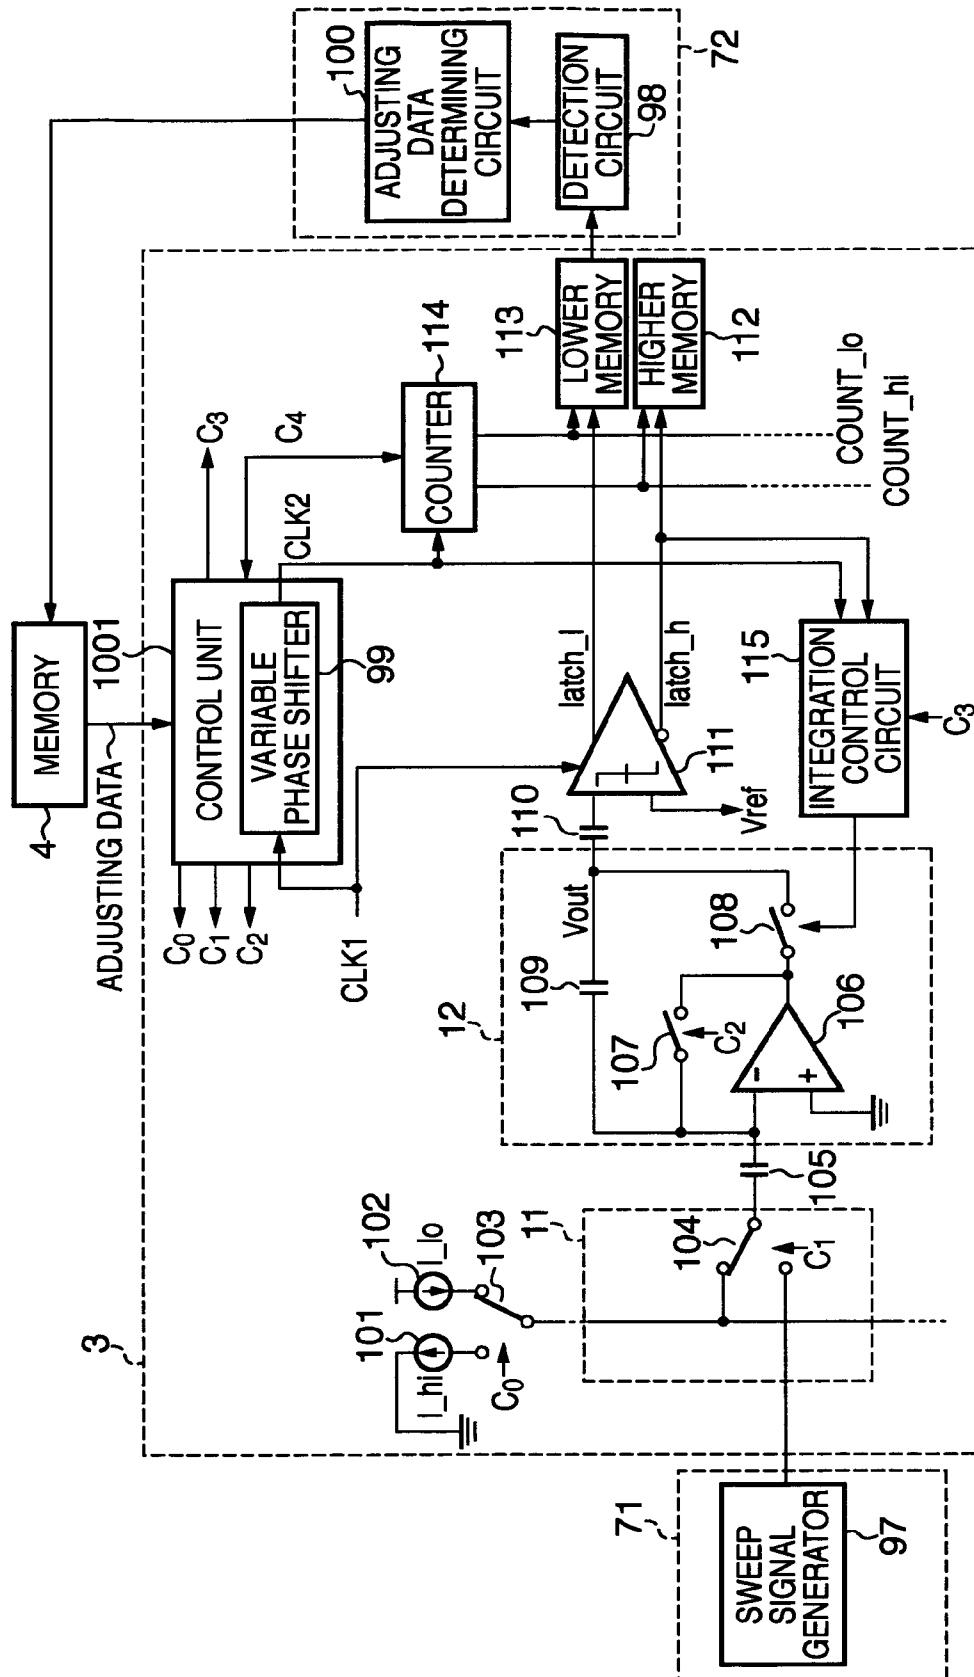 3
71
SWEEP
SIGNAL
GENERATOR
97
101
I_hi
102
I_lo
103
C0
11
104
C1
105
12
107
C2
106
108
109
Vout
110
111
Vref
CLK1
latch_l
latch_h
4
MEMORY
ADJUSTING DATA
1001
CONTROL UNIT
VARIABLE
PHASE SHIFTER
99
C0
C1
C2
C3
CLK2
C4
COUNTER
114
115
INTEGRATION
CONTROL
CIRCUIT
C3
113
LOWER
MEMORY
HIGHER
MEMORY
112
COUNT_lo
COUNT_hi
100
ADJUSTING
DATA
DETERMINING
CIRCUIT
DETECTION
CIRCUIT
98
72